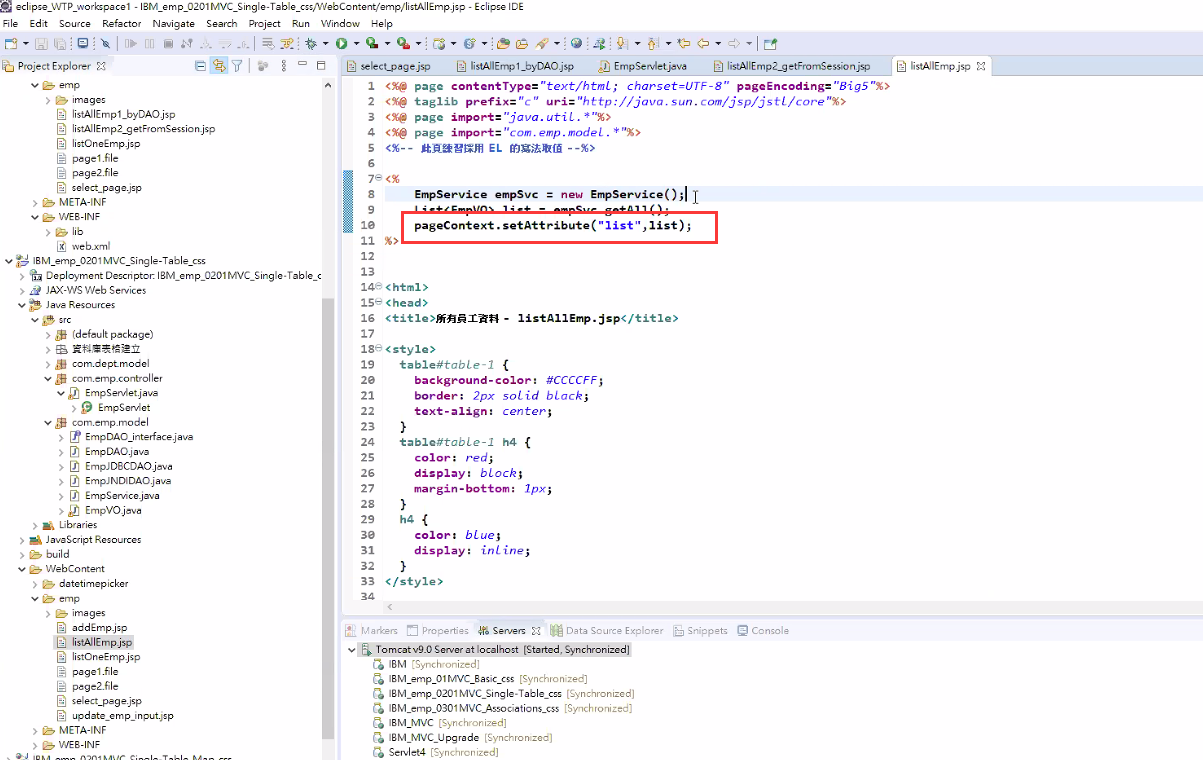 eclipse_WTP_workspace1 - IBM_emp_0201MVC_Single-Table_css/WebContent/emp/listAllEmp.jsp - Eclipse IDE
File Edit Source Refactor Navigate Search Project Run Window Help
Project Explorer
emp
images
listAllEmp1_byDAO.jsp
listAllEmp2_getFromSession.jsp
listOneEmp.jsp
page1.file
page2.file
select_page.jsp
META-INF
WEB-INF
lib
web.xml
IBM_emp_0201MVC_Single-Table_css
Deployment Descriptor: IBM_emp_0201MVC_Single-Table_c
JAX-WS Web Services
Java Resources
src
(default package)
資料庫表格建立
com.dept.model
com.emp.controller
EmpServlet.java
EmpServlet
com.emp.model
EmpDAO_interface.java
EmpDAO.java
EmpJDBCDAO.java
EmpJNDIDAO.java
EmpService.java
EmpVO.java
Libraries
JavaScript Resources
build
WebContent
datetimepicker
emp
images
addEmp.jsp
listAllEmp.jsp
listOneEmp.jsp
page1.file
page2.file
select_page.jsp
update_emp_input.jsp
META-INF
WEB-INF
IBM_emp_0201MVC_Single-Table_Map_css
select_page.jsp listAllEmp1_byDAO.jsp EmpServlet.java listAllEmp2_getFromSession.jsp listAllEmp.jsp
1 <%@ page contentType="text/html; charset=UTF-8" pageEncoding="Big5"%>
2 <%@ taglib prefix="c" uri="http://java.sun.com/jsp/jstl/core"%>
3 <%@ page import="java.util.*"%>
4 <%@ page import="com.emp.model.*"%>
5 <%-- 此頁練習採用 EL 的寫法取值 --%>
6
7 <%
8 EmpService empSvc = new EmpService();
9 List<EmpVO> list = empSvc.getAll();
10 pageContext.setAttribute("list",list);
11 %>
12
13
14 <html>
15 <head>
16 <title>所有員工資料 - listAllEmp.jsp</title>
17
18 <style>
19 table#table-1 {
20 background-color: #CCCCFF;
21 border: 2px solid black;
22 text-align: center;
23 }
24 table#table-1 h4 {
25 color: red;
26 display: block;
27 margin-bottom: 1px;
28 }
29 h4 {
30 color: blue;
31 display: inline;
32 }
33 </style>
34
Markers Properties Servers Data Source Explorer Snippets Console
Tomcat v9.0 Server at localhost [Started, Synchronized]
IBM [Synchronized]
IBM_emp_01MVC_Basic_css [Synchronized]
IBM_emp_0201MVC_Single-Table_css [Synchronized]
IBM_emp_0301MVC_Associations_css [Synchronized]
IBM_MVC [Synchronized]
IBM_MVC_Upgrade [Synchronized]
Servlet4 [Synchronized]